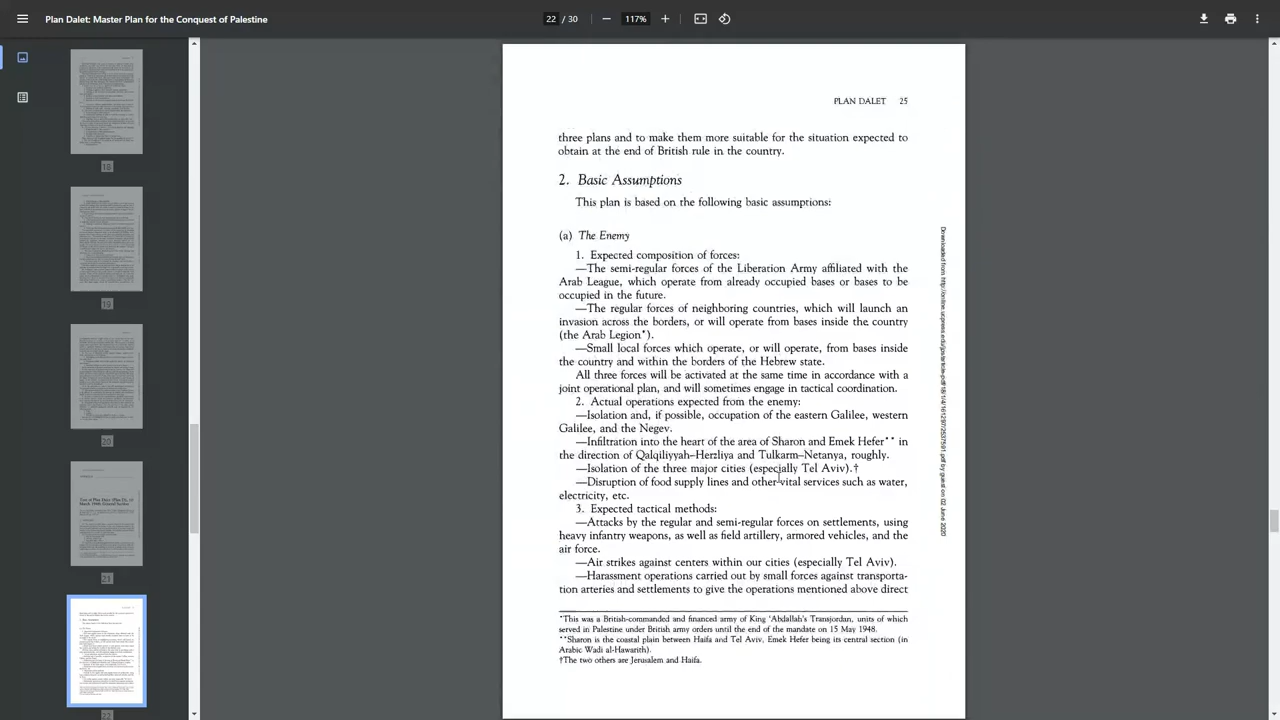 Plan Dalet: Master Plan for the Conquest of Palestine
22 / 30
117%
18
19
20
21
22
PLAN DALET 25
three plans and to make them more suitable for the situation expected to
obtain at the end of British rule in the country.
2. Basic Assumptions
This plan is based on the following basic assumptions:
(a) The Enemy
1. Expected composition of forces:
—The semi-regular forces of the Liberation Army affiliated with the
Arab League, which operate from already occupied bases or bases to be
occupied in the future.
—The regular forces of neighboring countries, which will launch an
invasion across the borders, or will operate from bases inside the country
(the Arab Legion*).
—Small local forces which operate, or will operate, from bases inside
the country and within the borders of the Hebrew state.
All three forces will be activated at the same time in accordance with a
joint operational plan, and will sometimes engage in tactical coordination.
2. Actual operations expected from the enemy:
—Isolation and, if possible, occupation of the eastern Galilee, western
Galilee, and the Negev.
—Infiltration into the heart of the area of Sharon and Emek Hefer** in
the direction of Qalqiliyyah–Herzliya and Tulkarm–Netanya, roughly.
—Isolation of the three major cities (especially Tel Aviv).†
—Disruption of food supply lines and other vital services such as water,
electricity, etc.
3. Expected tactical methods:
—Attacks by the regular and semi-regular forces on settlements, using
heavy infantry weapons, as well as field artillery, armored vehicles, and the
air force.
—Air strikes against centers within our cities (especially Tel Aviv).
—Harassment operations carried out by small forces against transporta-
tion arteries and settlements to give the operations mentioned above direct
*This was a British-commanded and financed army of King 'Abdallah's Transjordan, units of which
served in Palestine under British army orders until the end of the mandate on 15 May 1948.
**Sharon is the coastal plain between Haifa and Tel Aviv, Emek Hefer being its central section (in
Arabic Wadi al-Hawarith).
†The two others are Jerusalem and Haifa.